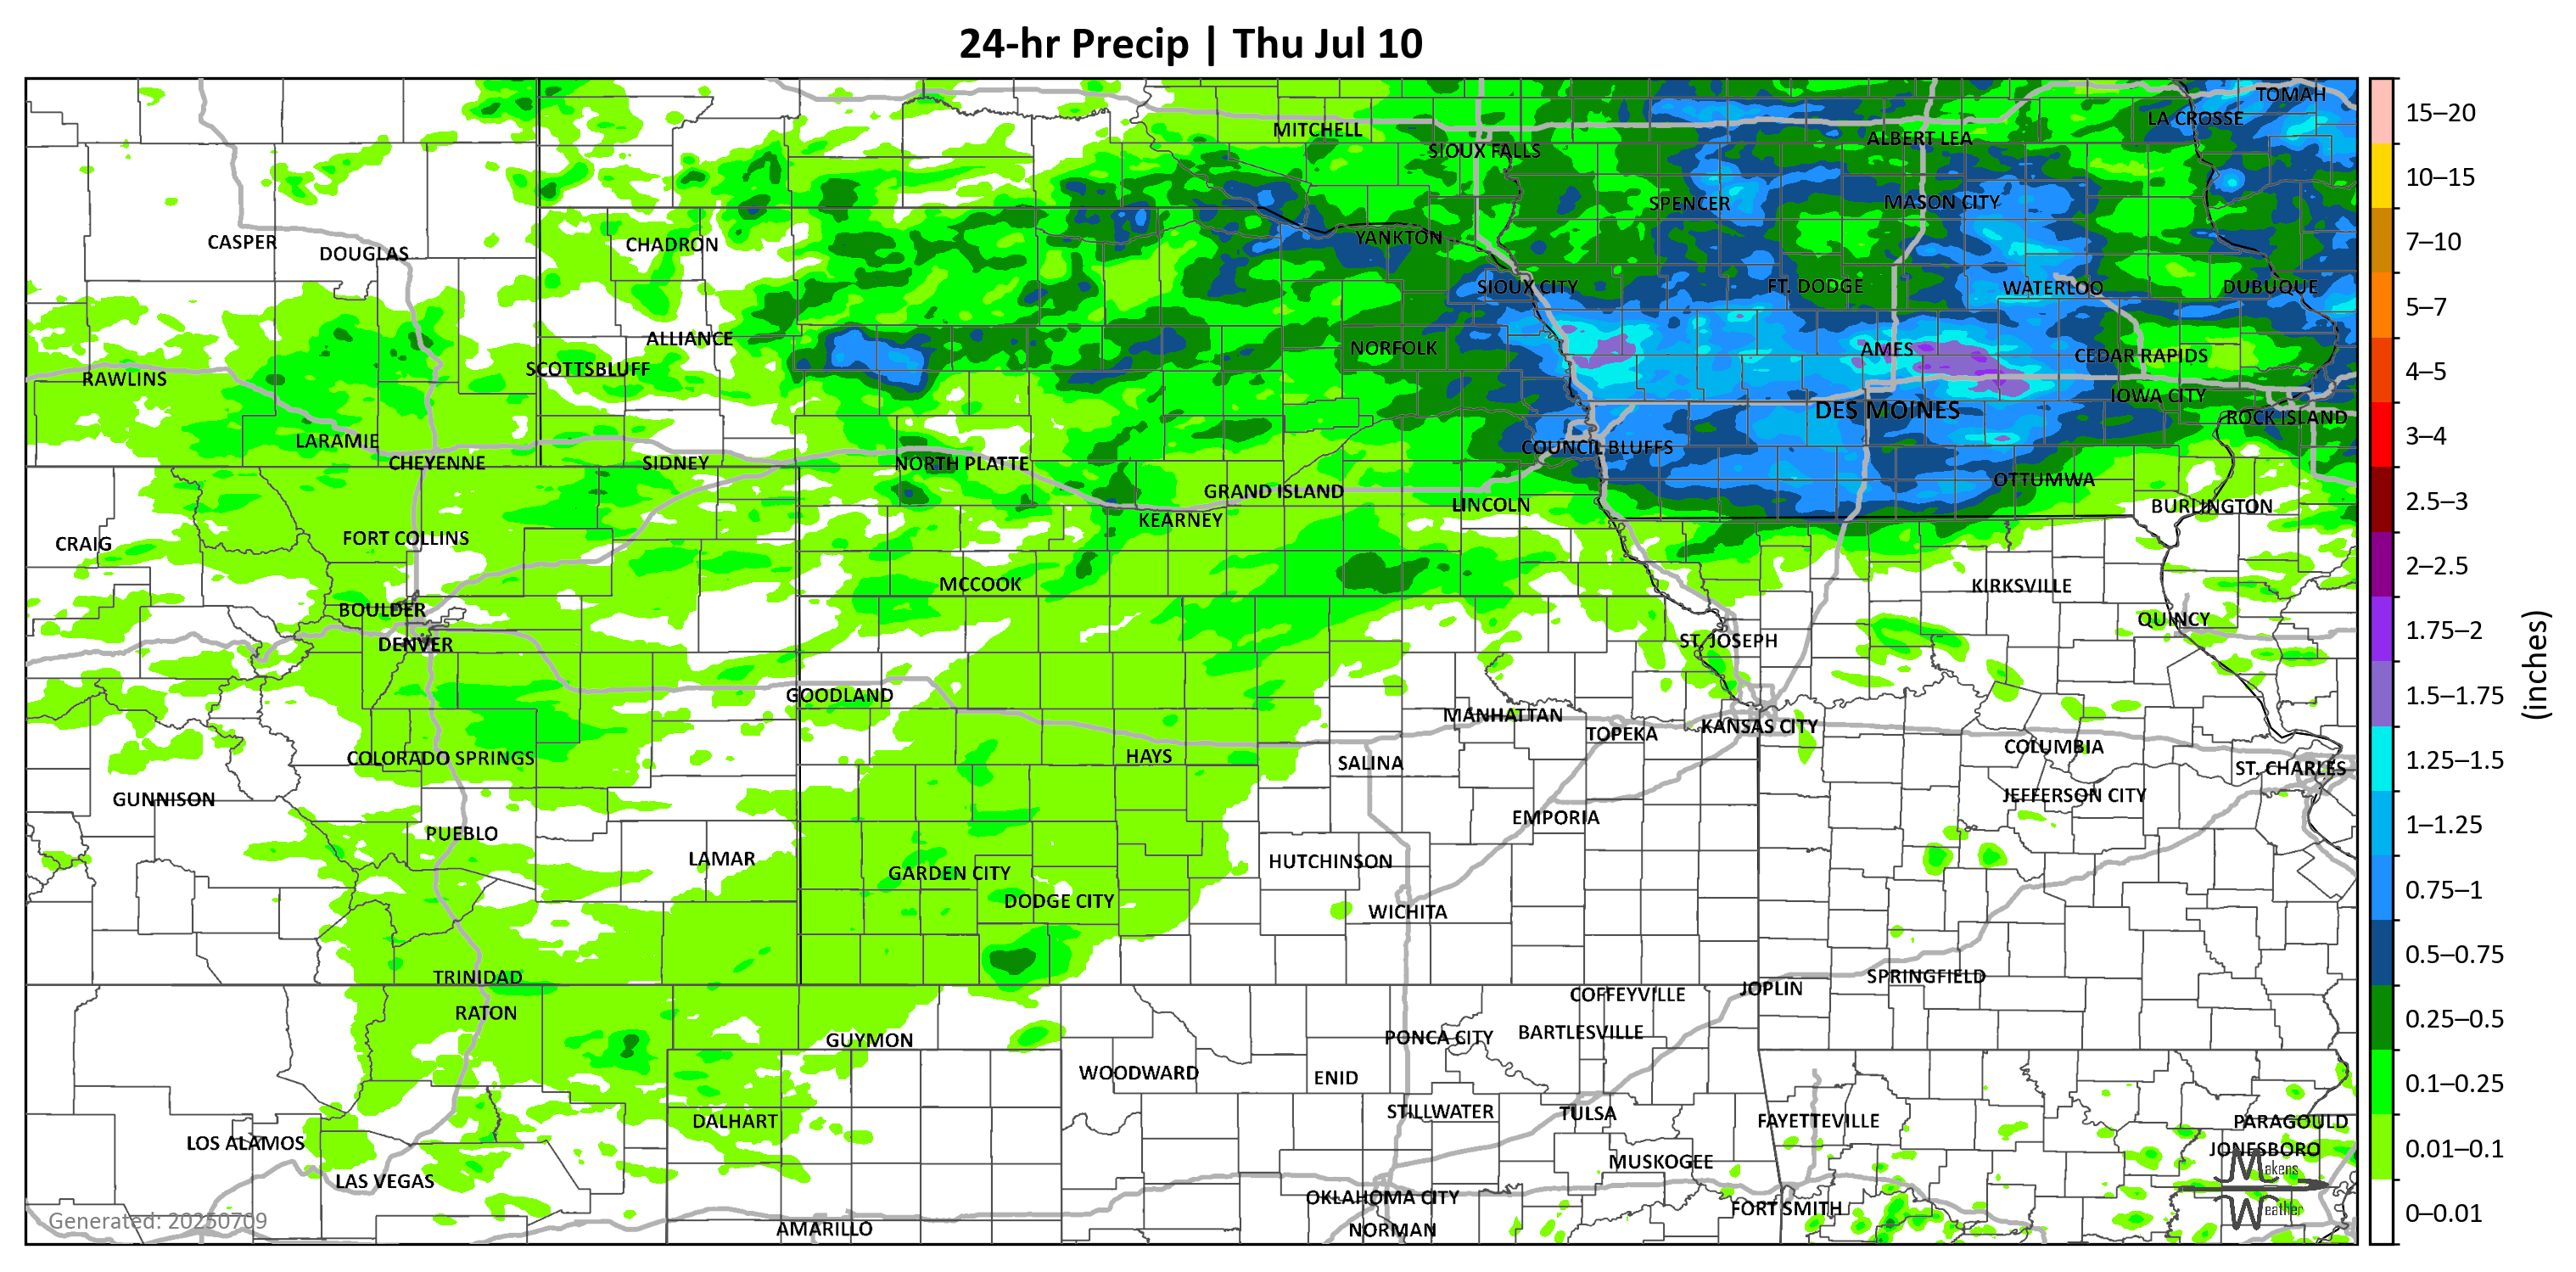 24-hr Precip | Thu Jul 10
TOMAH
LA CROSSE
MITCHELL
ALBERT LEA
SIOUX FALLS
SPENCER
MASON CITY
YANKTON
CASPER
CHADRON
DOUGLAS
SIOUX CITY
FT. DODGE
WATERLOO
DUBUQUE
ALLIANCE
NORFOLK
AMES
CEDAR RAPIDS
SCOTTSBLUFF
RAWLINS
IOWA CITY
DES MOINES
ROCK ISLAND
LARAMIE
COUNCIL BLUFFS
CHEYENNE
SIDNEY
NORTH PLATTE
OTTUMWA
GRAND ISLAND
LINCOLN
BURLINGTON
KEARNEY
FORT COLLINS
CRAIG
MCCOOK
KIRKSVILLE
BOULDER
QUINCY
DENVER
ST. JOSEPH
GOODLAND
MANHATTAN
KANSAS CITY
TOPEKA
COLUMBIA
COLORADO SPRINGS
HAYS
SALINA
ST. CHARLES
GUNNISON
JEFFERSON CITY
EMPORIA
PUEBLO
LAMAR
HUTCHINSON
GARDEN CITY
DODGE CITY
WICHITA
TRINIDAD
SPRINGFIELD
JOPLIN
COFFEYVILLE
RATON
BARTLESVILLE
PONCA CITY
GUYMON
WOODWARD
ENID
STILLWATER
TULSA
DALHART
FAYETTEVILLE
PARAGOULD
LOS ALAMOS
JONESBORO
MUSKOGEE
LAS VEGAS
OKLAHOMA CITY
FORT SMITH
AMARILLO
NORMAN
Makens
Weather
Generated: 20250709
15–20
10–15
7–10
5–7
4–5
3–4
2.5–3
2–2.5
1.75–2
1.5–1.75
1.25–1.5
1–1.25
0.75–1
0.5–0.75
0.25–0.5
0.1–0.25
0.01–0.1
0–0.01
(inches)